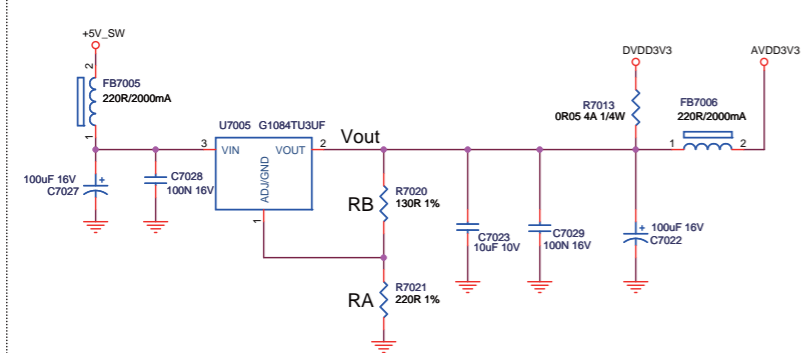 +5V_SW
DVDD3V3
AVDD3V3
2
FB7005
220R/2000mA
1
R7013
0R05 4A 1/4W
FB7006
220R/2000mA
1
2
U7005 G1084TU3UF
3
VIN
VOUT
2
Vout
ADJ/GND
1
100uF 16V
C7027
C7028
100N 16V
RB
R7020
130R 1%
C7023
10uF 10V
C7029
100N 16V
100uF 16V
C7022
RA
R7021
220R 1%